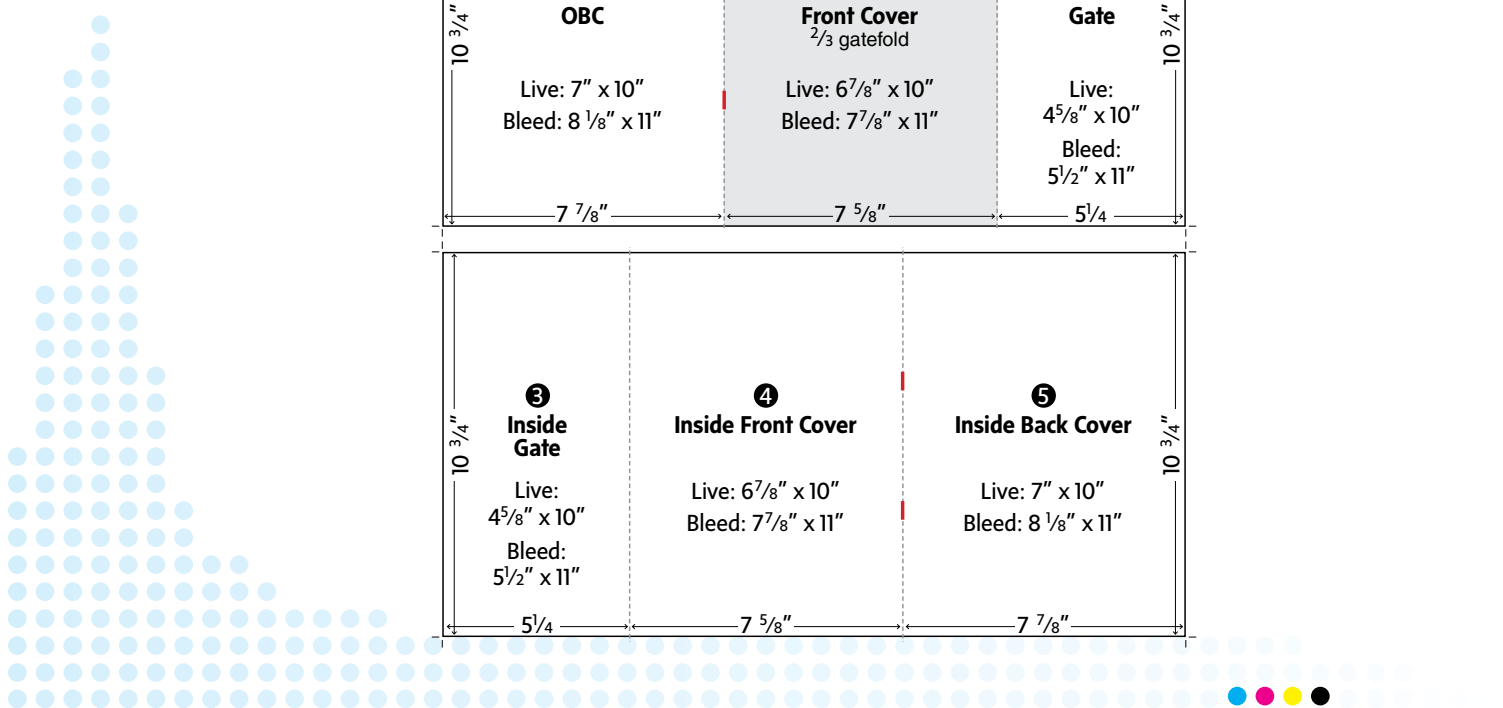 OBC
Front Cover
2/3 gatefold
Gate
10 3/4”
10 3/4”
Live: 7” x 10”
Bleed: 8 1/8” x 11”
Live: 6 7/8” x 10”
Bleed: 7 7/8” x 11”
Live:
4 5/8” x 10”
Bleed:
5 1/2” x 11”
7 7/8”
7 5/8”
5 1/4
3
Inside
Gate
Live:
4 5/8” x 10”
Bleed:
5 1/2” x 11”
4
Inside Front Cover
Live: 6 7/8” x 10”
Bleed: 7 7/8” x 11”
5
Inside Back Cover
Live: 7” x 10”
Bleed: 8 1/8” x 11”
10 3/4”
10 3/4”
5 1/4
7 5/8”
7 7/8”